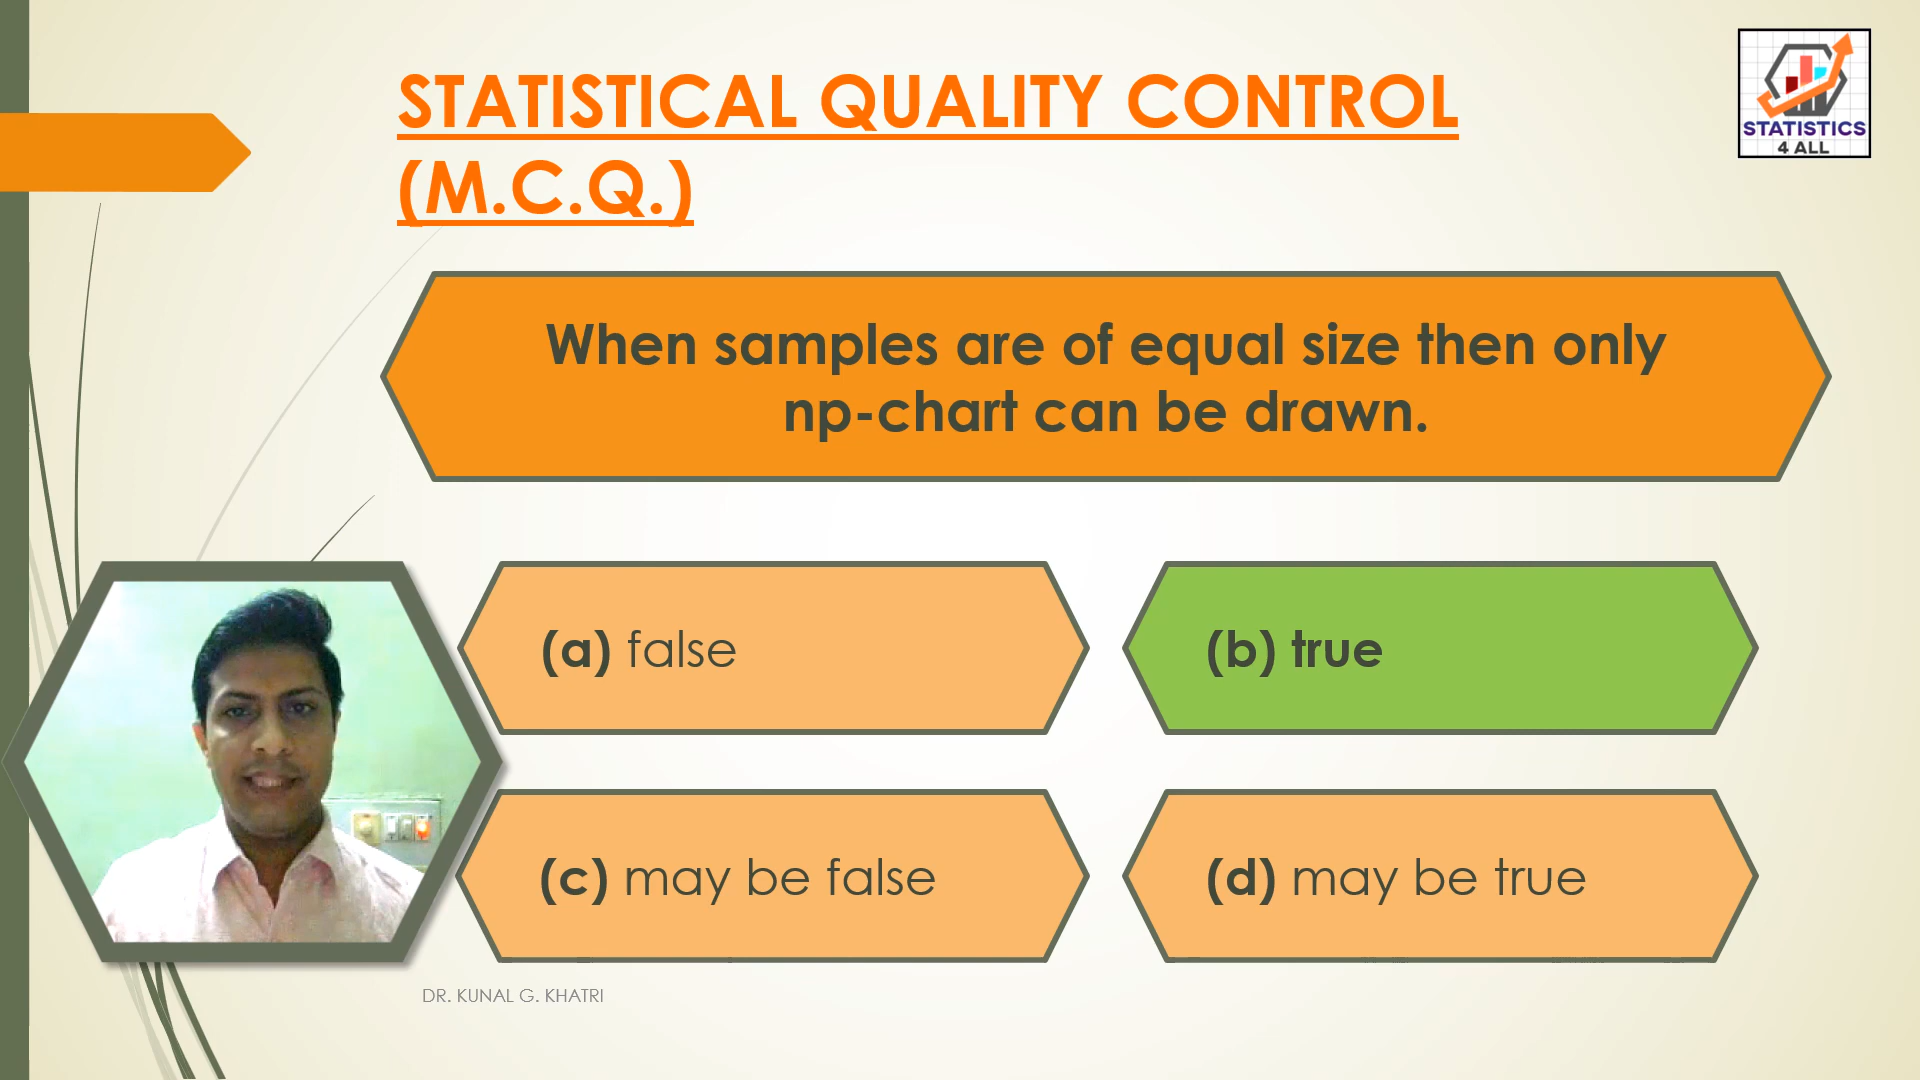 STATISTICAL QUALITY CONTROL
(M.C.Q.)
STATISTICS
4 ALL
When samples are of equal size then only
np-chart can be drawn.
(a) false
(b) true
(c) may be false
(d) may be true
DR. KUNAL G. KHATRI